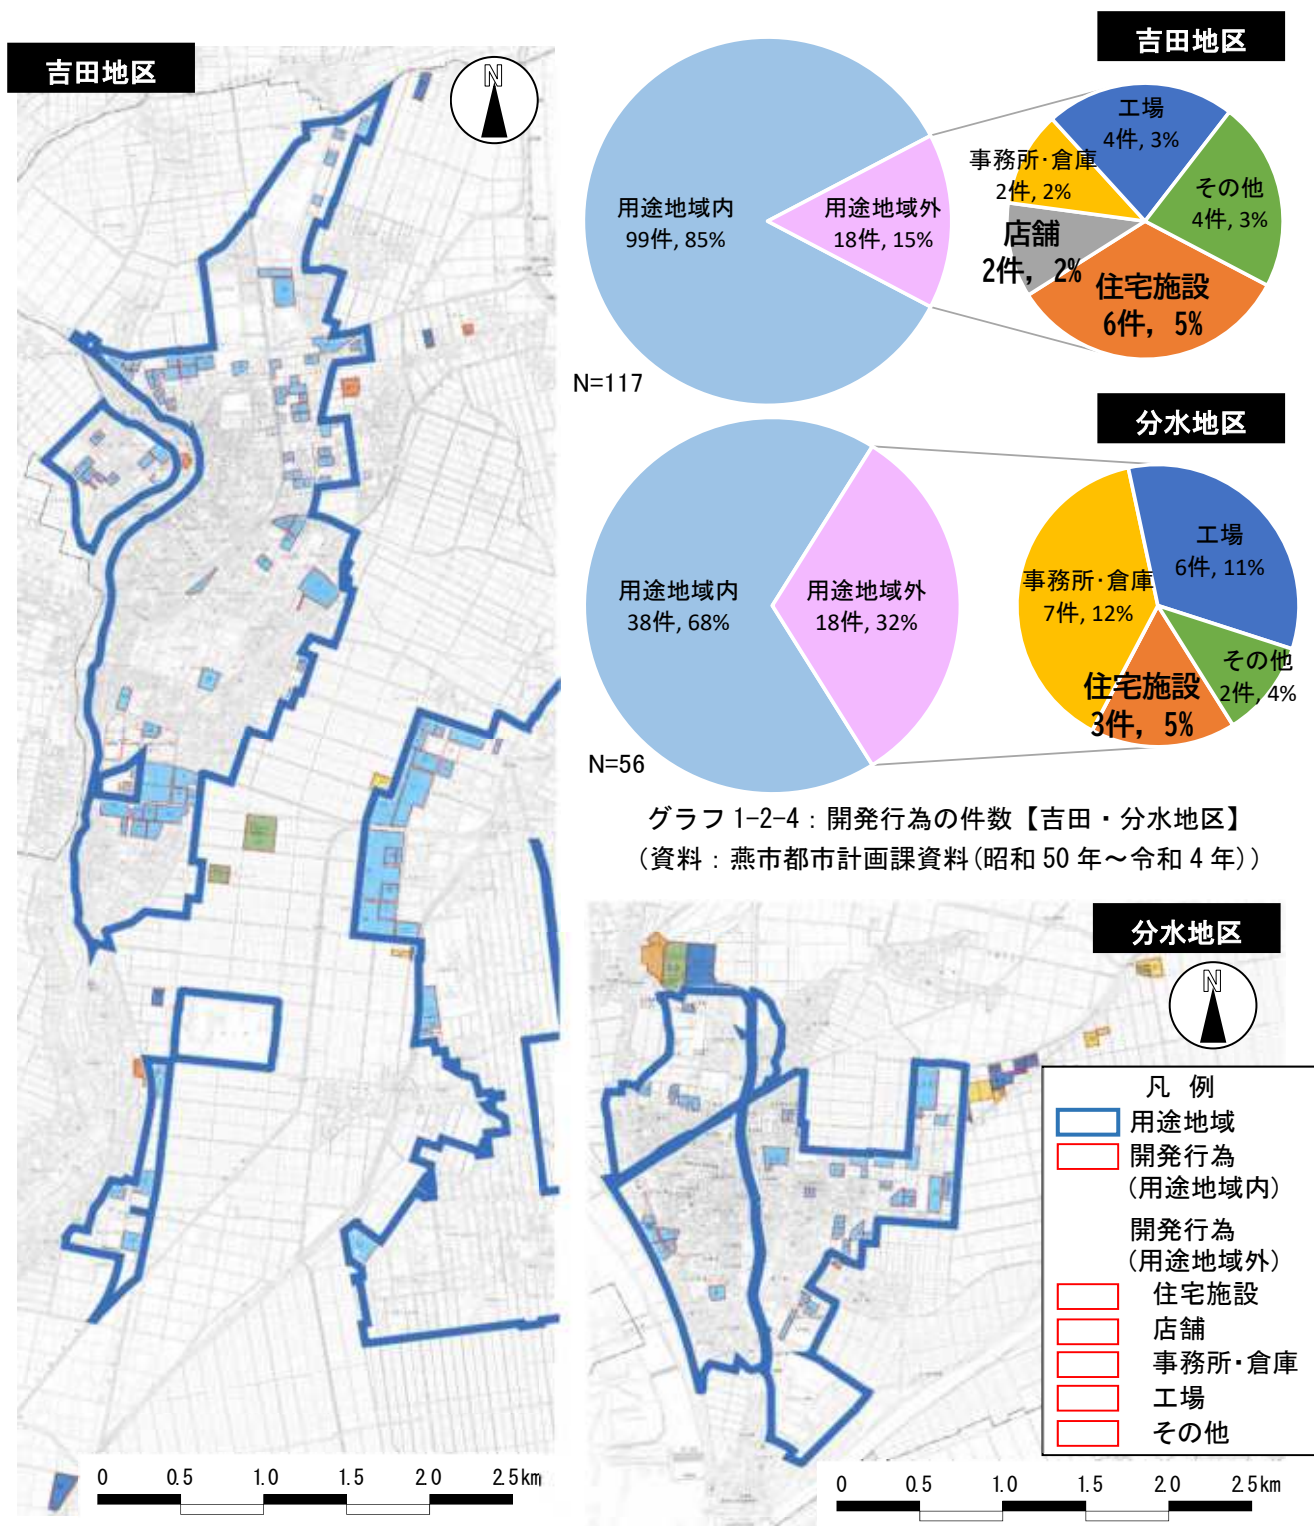 吉田地区
N
吉田地区
用途地域内
99件, 85%
用途地域外
18件, 15%
工場
4件, 3%
事務所・倉庫
2件, 2%
その他
4件, 3%
店舗
2件, 2%
住宅施設
6件, 5%
N=117
分水地区
用途地域内
38件, 68%
用途地域外
18件, 32%
工場
6件, 11%
事務所・倉庫
7件, 12%
その他
2件, 4%
住宅施設
3件, 5%
N=56
グラフ 1-2-4：開発行為の件数【吉田・分水地区】
（資料：燕市都市計画課資料(昭和 50 年～令和 4 年)）
分水地区
N
凡 例
用途地域
開発行為
（用途地域内）
開発行為
（用途地域外）
住宅施設
店舗
事務所・倉庫
工場
その他
0 0.5 1.0 1.5 2.0 2.5km
0 0.5 1.0 1.5 2.0 2.5km